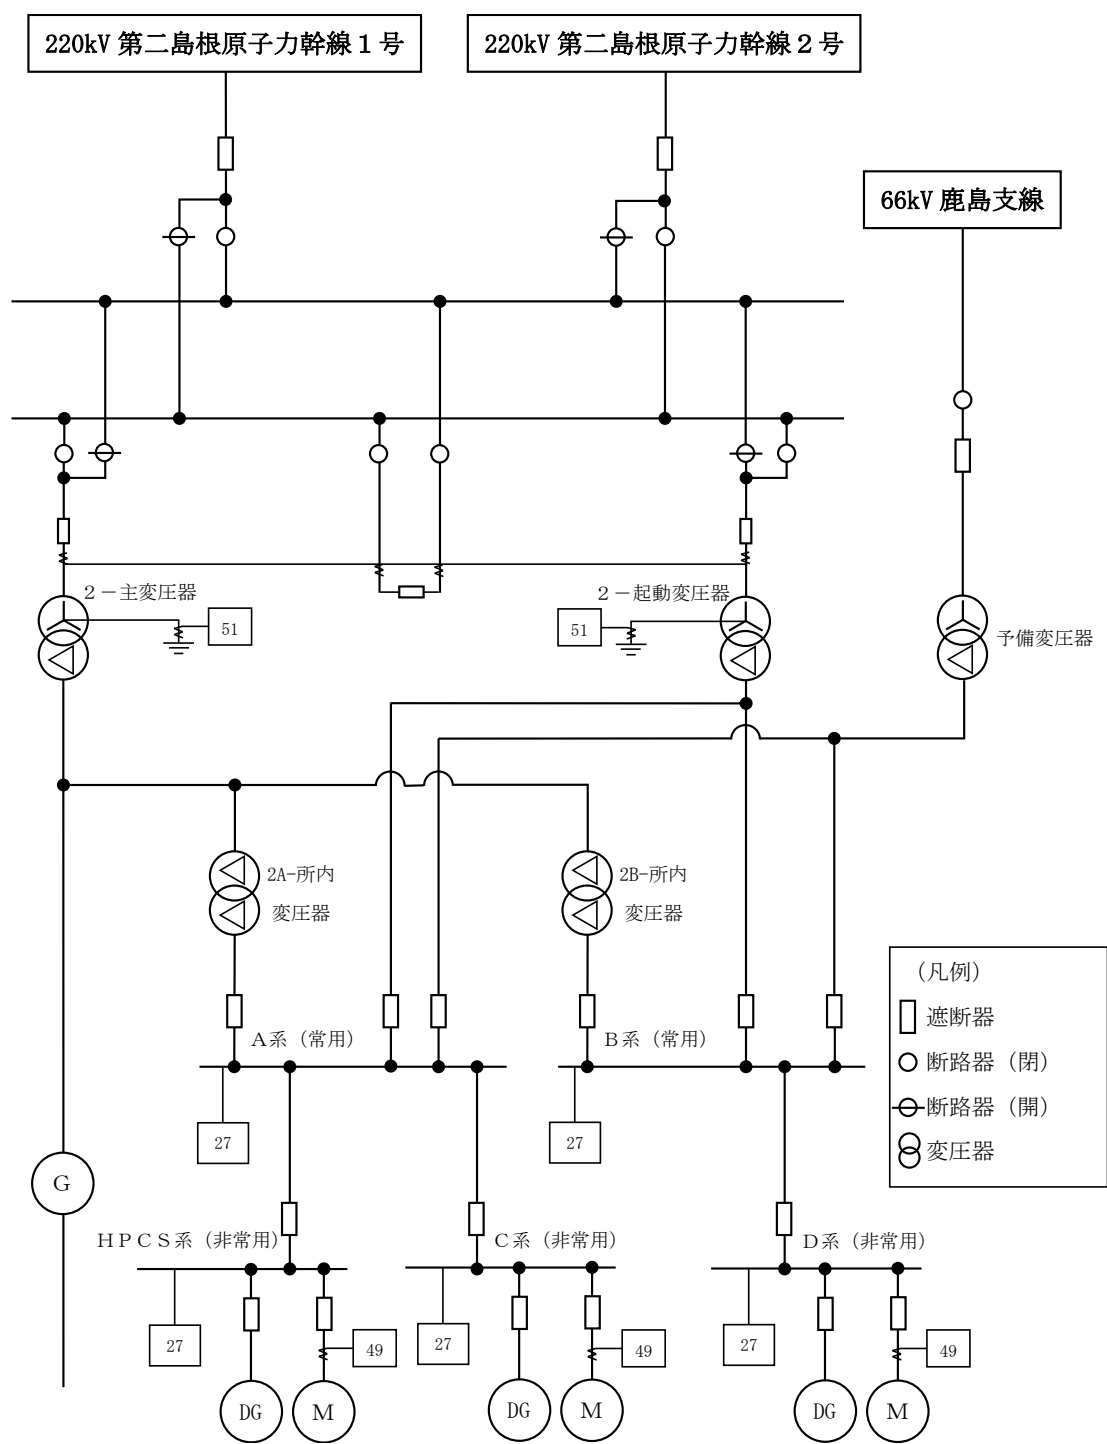 220kV 第二島根原子力幹線１号
220kV 第二島根原子力幹線２号
66kV 鹿島支線
２－主変圧器
51
２－起動変圧器
51
予備変圧器
2A-所内
変圧器
2B-所内
変圧器
（凡例）
遮断器
断路器（閉）
断路器（開）
変圧器
Ａ系（常用）
Ｂ系（常用）
27
27
G
ＨＰＣＳ系（非常用）
Ｃ系（非常用）
Ｄ系（非常用）
27
49
27
49
27
49
DG
M
DG
M
DG
M